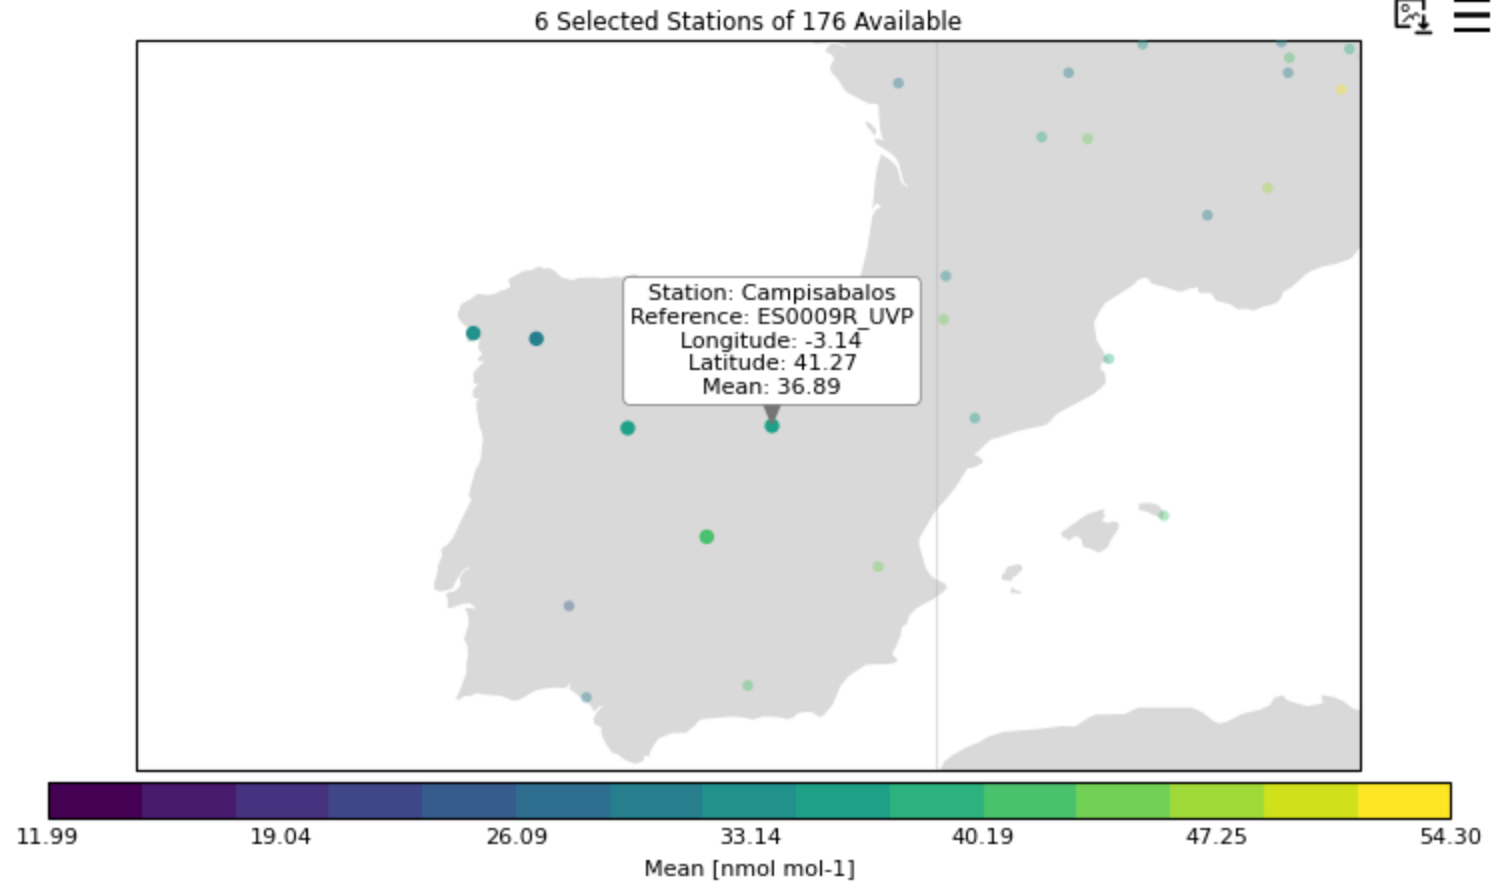 6 Selected Stations of 176 Available
Station: Campisabalos
Reference: ES0009R_UVP
Longitude: -3.14
Latitude: 41.27
Mean: 36.89
11.99 19.04 26.09 33.14 40.19 47.25 54.30
Mean [nmol mol-1]